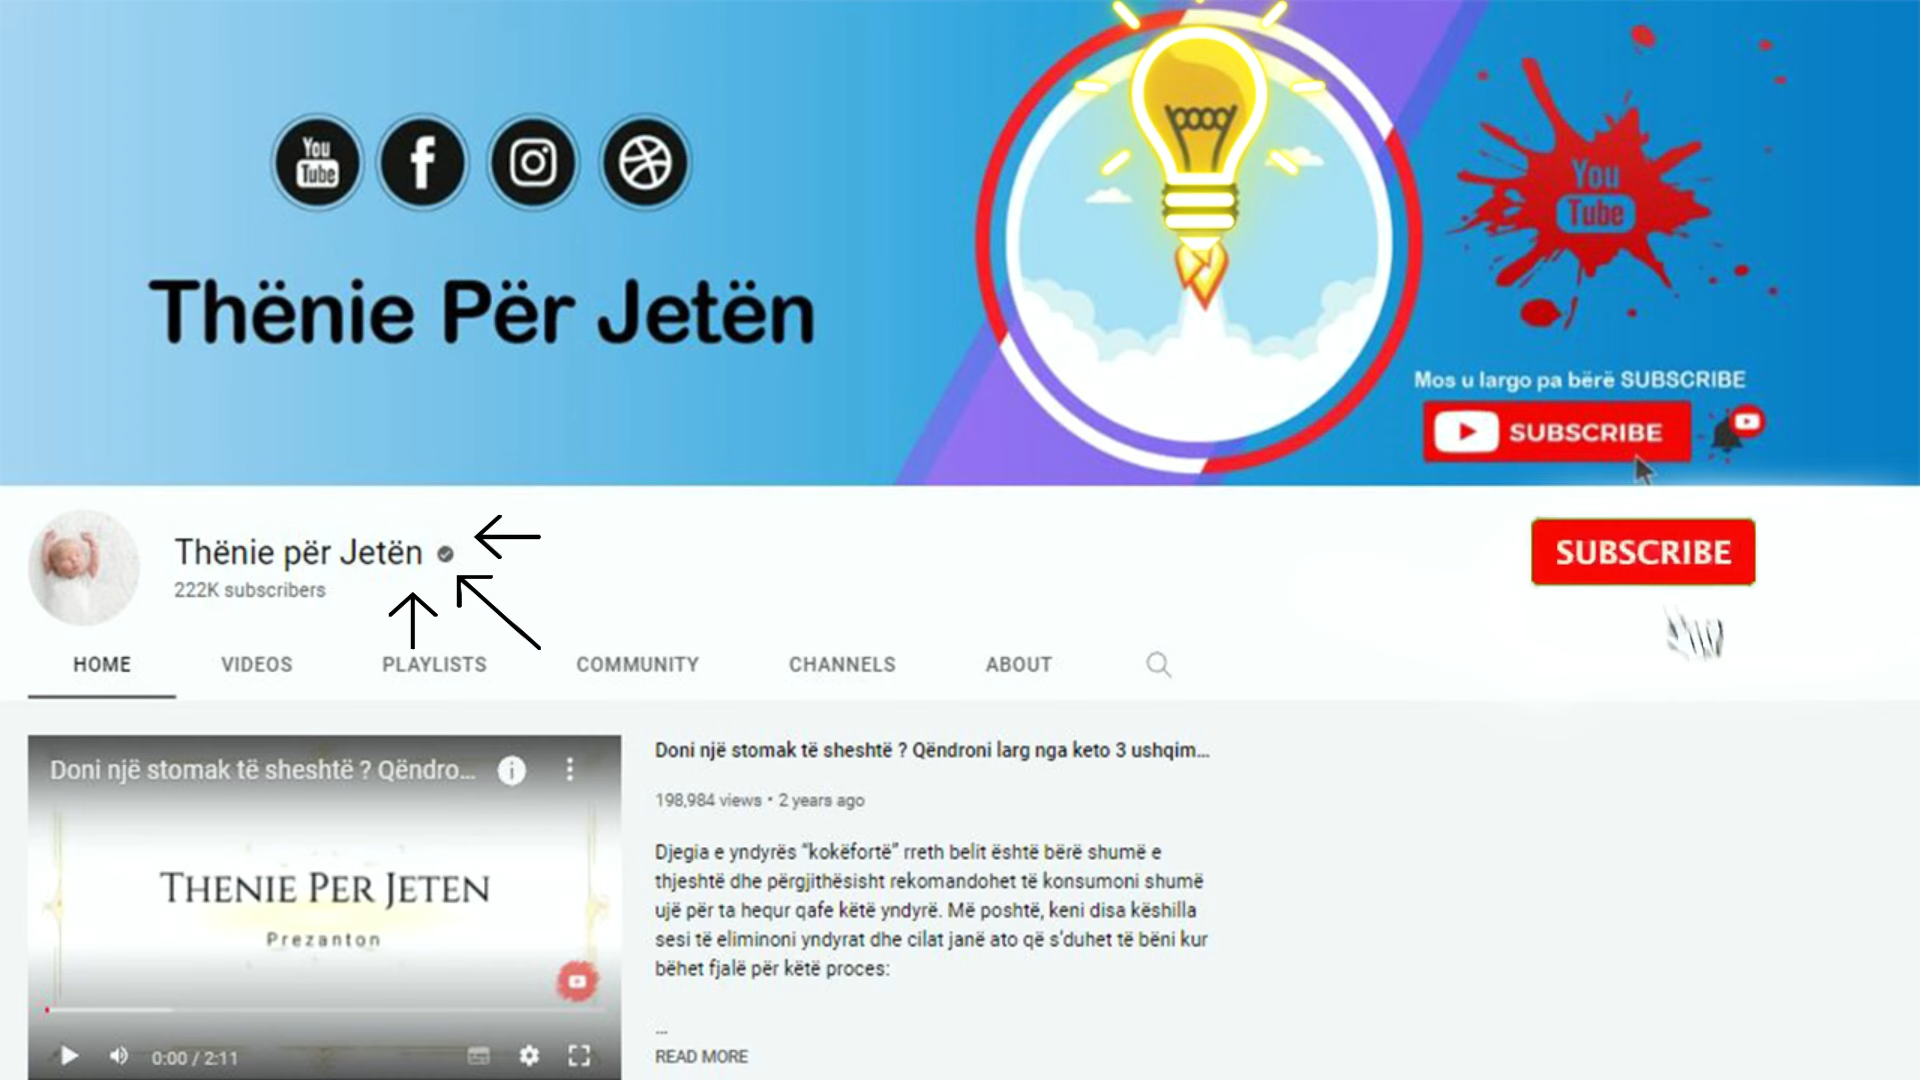 You
Tube
Thënie Për Jetën
You
Tube
Mos u largo pa bërë SUBSCRIBE
SUBSCRIBE
Thënie për Jetën
222K subscribers
SUBSCRIBE
HOME VIDEOS PLAYLISTS COMMUNITY CHANNELS ABOUT
Doni një stomak të sheshtë ? Qëndro...
THENIE PER JETEN
Prezanton
0:00 / 2:11
Doni një stomak të sheshtë ? Qëndroni larg nga keto 3 ushqim...
198,984 views • 2 years ago
Djegia e yndyrës “kokëfortë” rreth belit është bërë shumë e
thjeshtë dhe përgjithësisht rekomandohet të konsumoni shumë
ujë për ta hequr qafe këtë yndyrë. Më poshtë, keni disa këshilla
sesi të eliminoni yndyrat dhe cilat janë ato që s'duhet të bëni kur
bëhet fjalë për këtë proces:
...
READ MORE